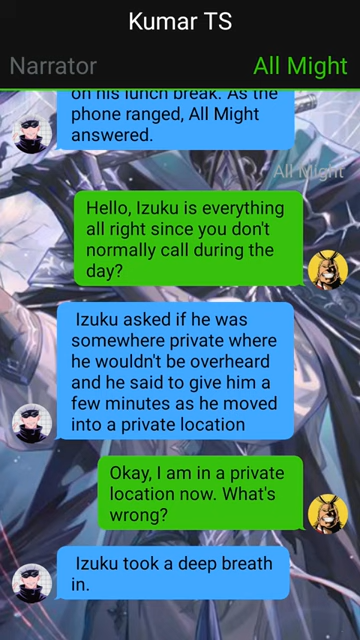 Kumar TS
Narrator
All Might
on his lunch break. As the
phone ranged, All Might
answered.
All Might
Hello, Izuku is everything
all right since you don't
normally call during the
day?
Izuku asked if he was
somewhere private where
he wouldn't be overheard
and he said to give him a
few minutes as he moved
into a private location
Okay, I am in a private
location now. What's
wrong?
Izuku took a deep breath
in.